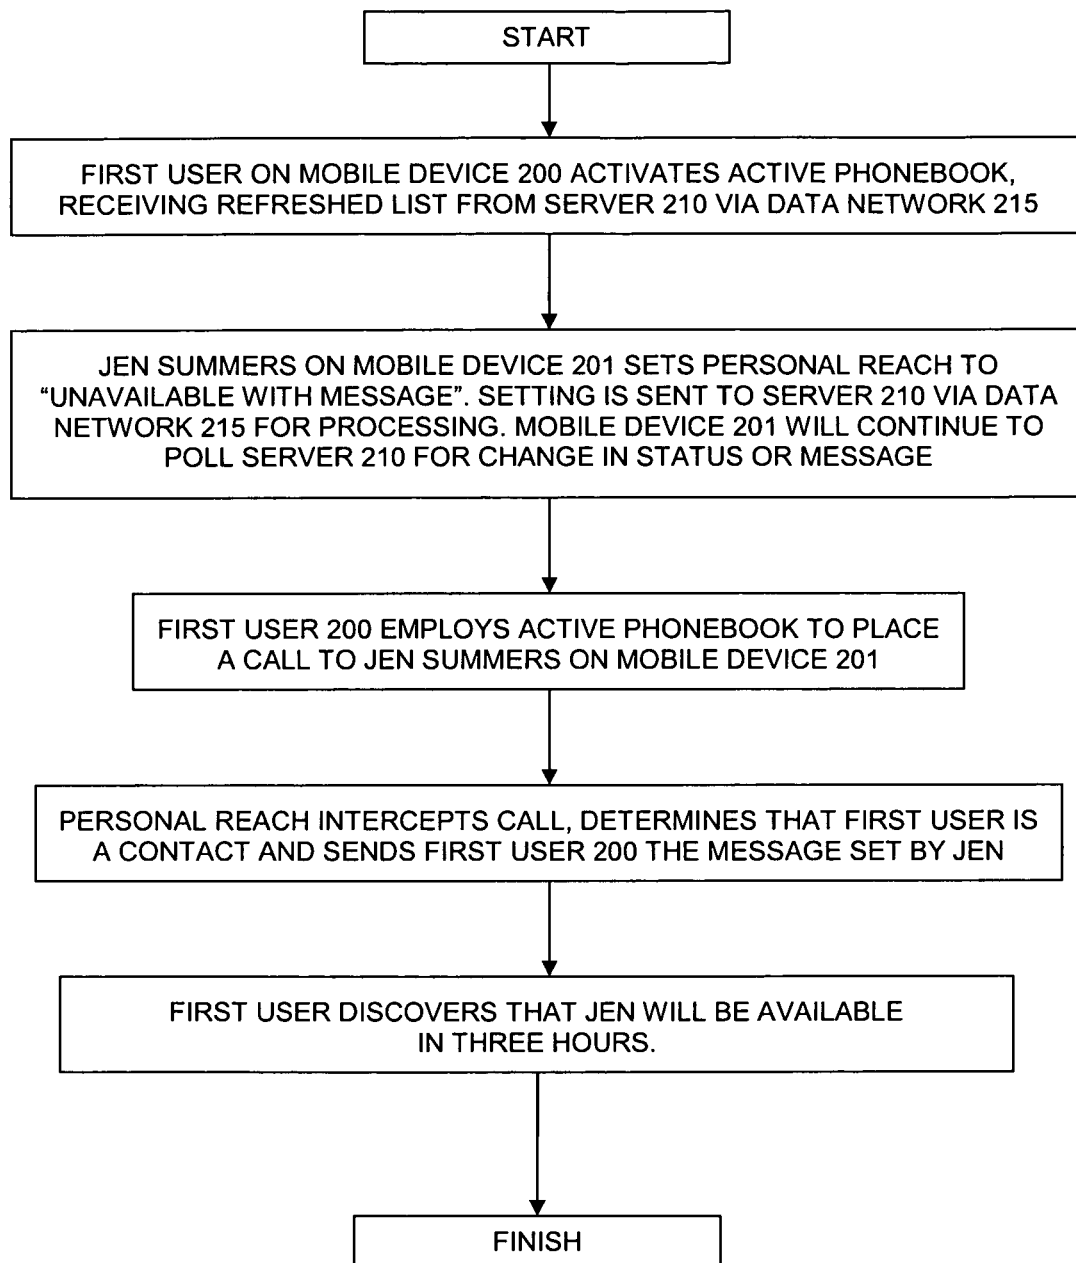 START
FIRST USER ON MOBILE DEVICE 200 ACTIVATES ACTIVE PHONEBOOK,
RECEIVING REFRESHED LIST FROM SERVER 210 VIA DATA NETWORK 215
JEN SUMMERS ON MOBILE DEVICE 201 SETS PERSONAL REACH TO
“UNAVAILABLE WITH MESSAGE”. SETTING IS SENT TO SERVER 210 VIA DATA
NETWORK 215 FOR PROCESSING. MOBILE DEVICE 201 WILL CONTINUE TO
POLL SERVER 210 FOR CHANGE IN STATUS OR MESSAGE
FIRST USER 200 EMPLOYS ACTIVE PHONEBOOK TO PLACE
A CALL TO JEN SUMMERS ON MOBILE DEVICE 201
PERSONAL REACH INTERCEPTS CALL, DETERMINES THAT FIRST USER IS
A CONTACT AND SENDS FIRST USER 200 THE MESSAGE SET BY JEN
FIRST USER DISCOVERS THAT JEN WILL BE AVAILABLE
IN THREE HOURS.
FINISH